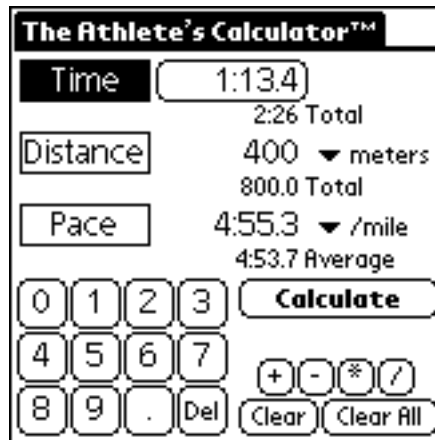 The Athlete's Calculator™
Time 1:13.4
2:26 Total
Distance 400 meters
800.0 Total
Pace 4:55.3 /mile
4:53.7 Average
0 1 2 3 Calculate
4 5 6 7 + - * /
8 9 . Del Clear Clear All